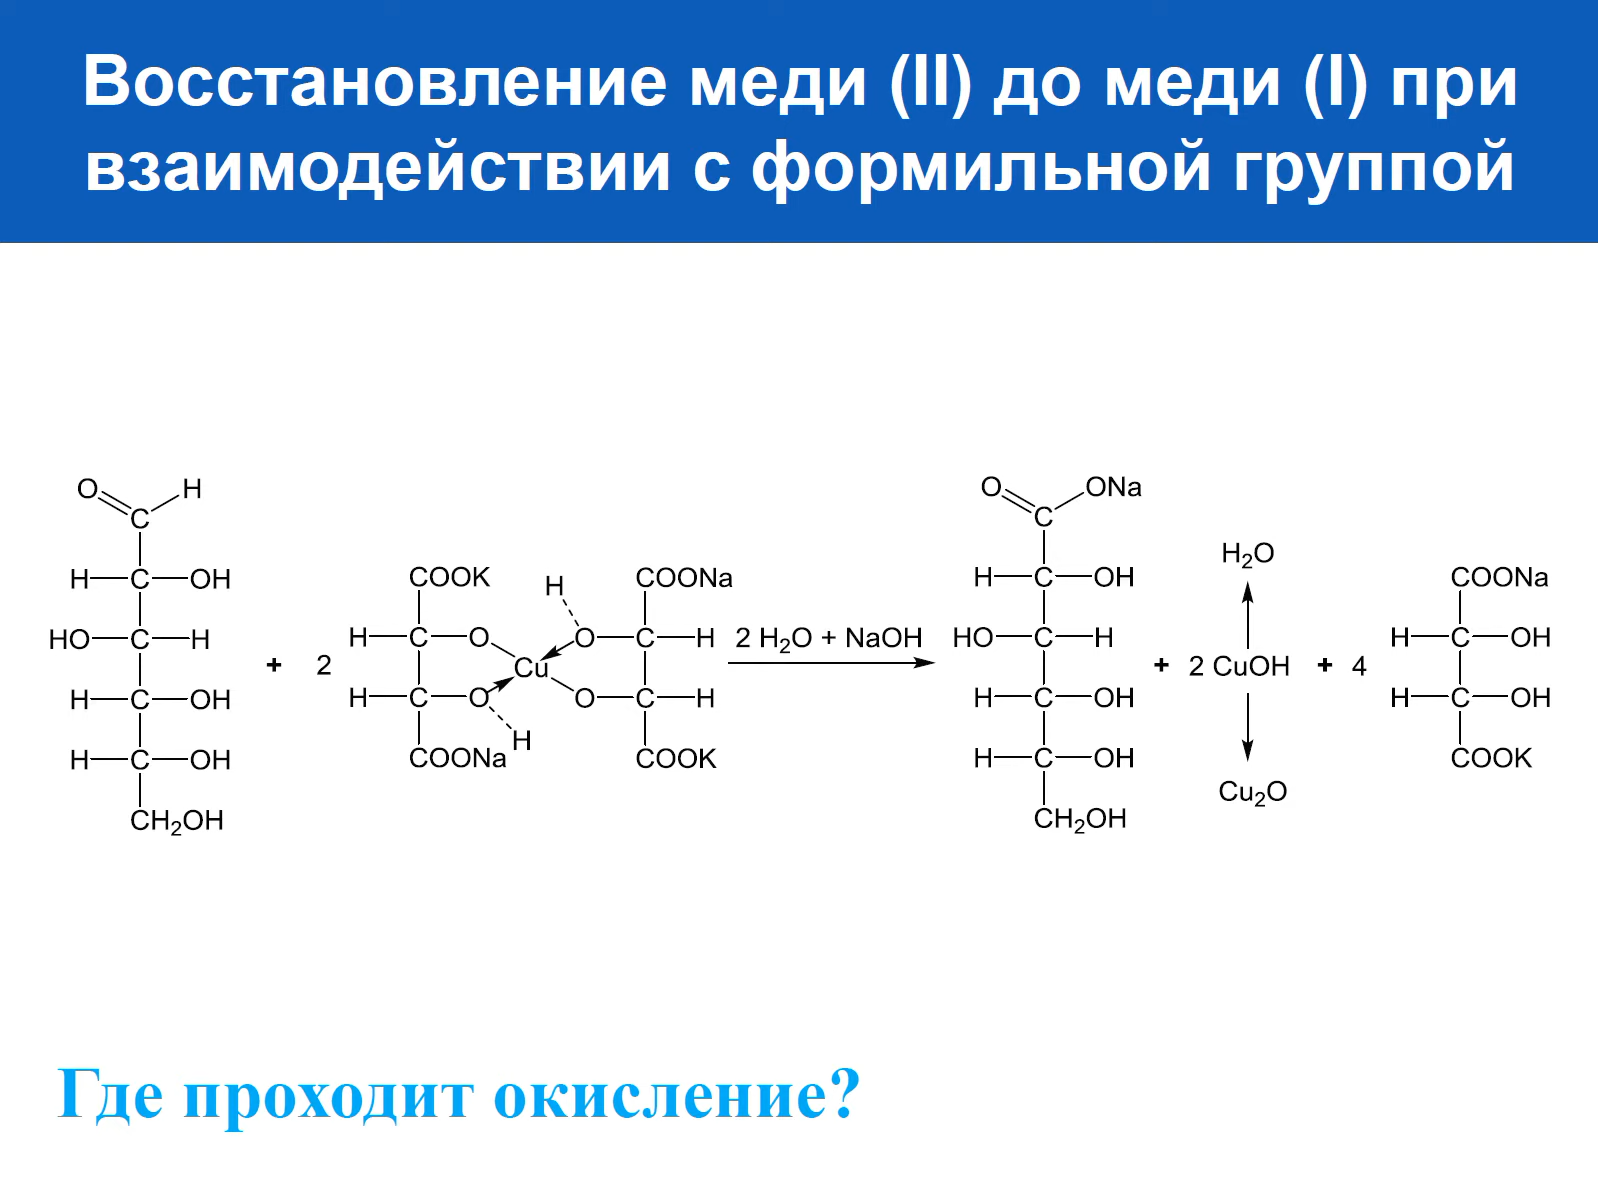 Восстановление меди (II) до меди (I) при
взаимодействии с формильной группой
O H
C
H C OH
HO C H
H C OH
H C OH
CH₂OH
+ 2
COOK H COONa
H C O O C H
Cu
H C O O C H
H
COONa COOK
2 H₂O + NaOH
O ONa
C
H C OH
HO C H
H C OH
H C OH
CH₂OH
+ 2 CuOH + 4
H₂O
Cu₂O
COONa
H C OH
H C OH
COOK
Где проходит окисление?